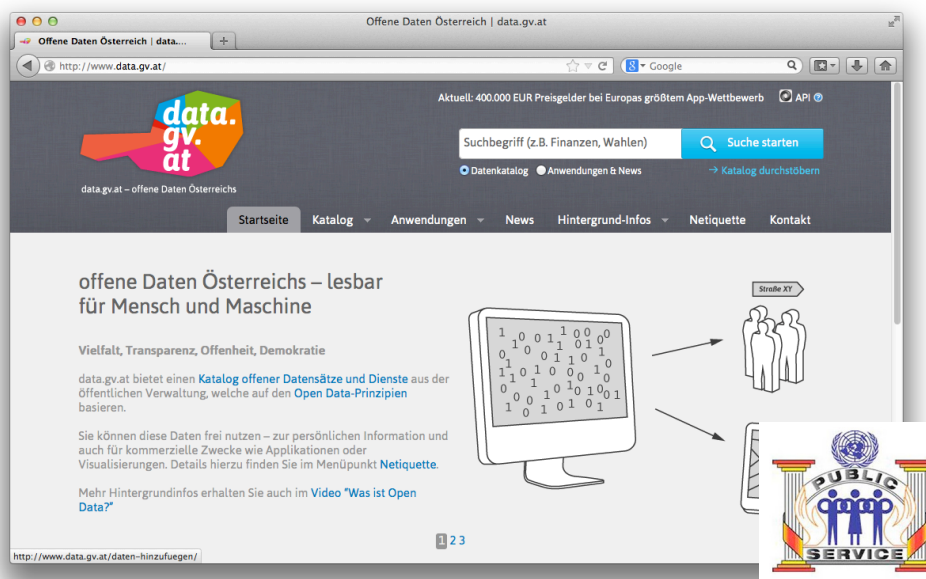 Offene Daten Österreich | data.gv.at
Offene Daten Österreich | data....
http://www.data.gv.at/
Google
Aktuell: 400.000 EUR Preisgelder bei Europas größtem App-Wettbewerb
API
data.
gv.
at
data.gv.at – offene Daten Österreichs
Suchbegriff (z.B. Finanzen, Wahlen)
Suche starten
Datenkatalog
Anwendungen & News
→ Katalog durchstöbern
Startseite
Katalog
Anwendungen
News
Hintergrund-Infos
Netiquette
Kontakt
offene Daten Österreichs – lesbar
für Mensch und Maschine
Vielfalt, Transparenz, Offenheit, Demokratie
data.gv.at bietet einen Katalog offener Datensätze und Dienste aus der
öffentlichen Verwaltung, welche auf den Open Data-Prinzipien
basieren.
Sie können diese Daten frei nutzen – zur persönlichen Information und
auch für kommerzielle Zwecke wie Applikationen oder
Visualisierungen. Details hierzu finden Sie im Menüpunkt Netiquette.
Mehr Hintergrundinfos erhalten Sie auch im Video "Was ist Open
Data?"
Straße XY
1 2 3
http://www.data.gv.at/daten-hinzufuegen/
PUBLIC
SERVICE